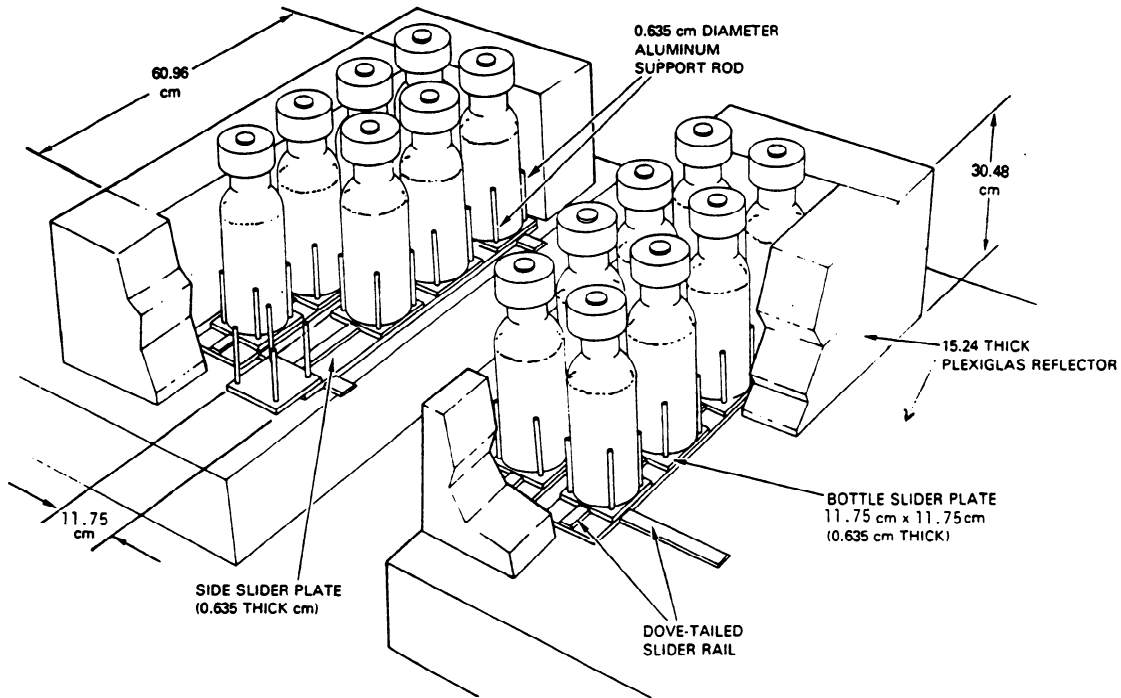 0.635 cm DIAMETER
ALUMINUM
SUPPORT ROD
60.96
cm
30.48
cm
15.24 THICK
PLEXIGLAS REFLECTOR
BOTTLE SLIDER PLATE
11.75 cm x 11.75 cm
(0.635 cm THICK)
11.75
cm
SIDE SLIDER PLATE
(0.635 THICK cm)
DOVE-TAILED
SLIDER RAIL